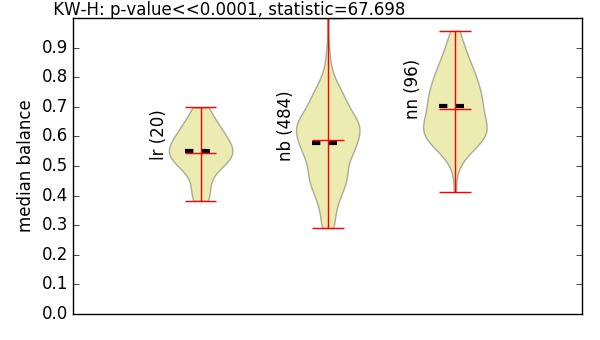 KW-H: p-value<<0.0001, statistic=67.698
median balance
0.9
0.8
0.7
0.6
0.5
0.4
0.3
0.2
0.1
0.0
lr (20)
nb (484)
nn (96)